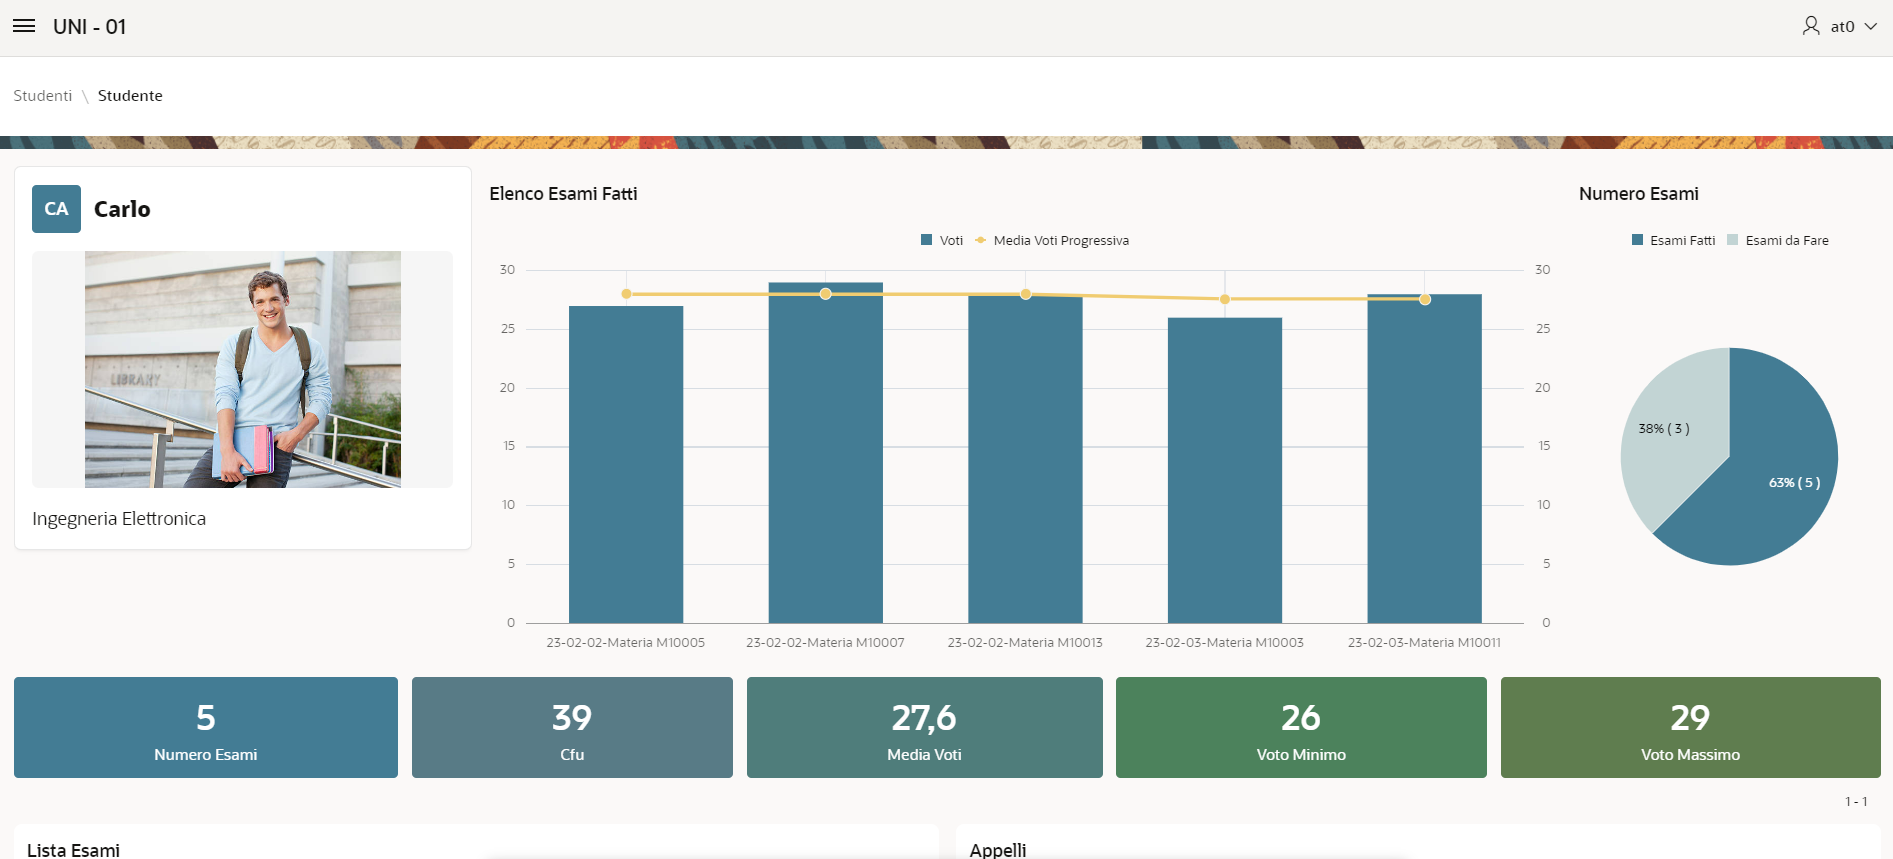 UNI - 01
at0
Studenti \ Studente
CA Carlo
LIBRARY
Ingegneria Elettronica
Elenco Esami Fatti
Voti Media Voti Progressiva
30 30
25 25
20 20
15 15
10 10
5 5
0 0
23-02-02-Materia M10005 23-02-02-Materia M10007 23-02-02-Materia M10013 23-02-03-Materia M10003 23-02-03-Materia M10011
Numero Esami
Esami Fatti Esami da Fare
38% ( 3 )
63% ( 5 )
5
Numero Esami
39
Cfu
27,6
Media Voti
26
Voto Minimo
29
Voto Massimo
1 - 1
Lista Esami
Appelli